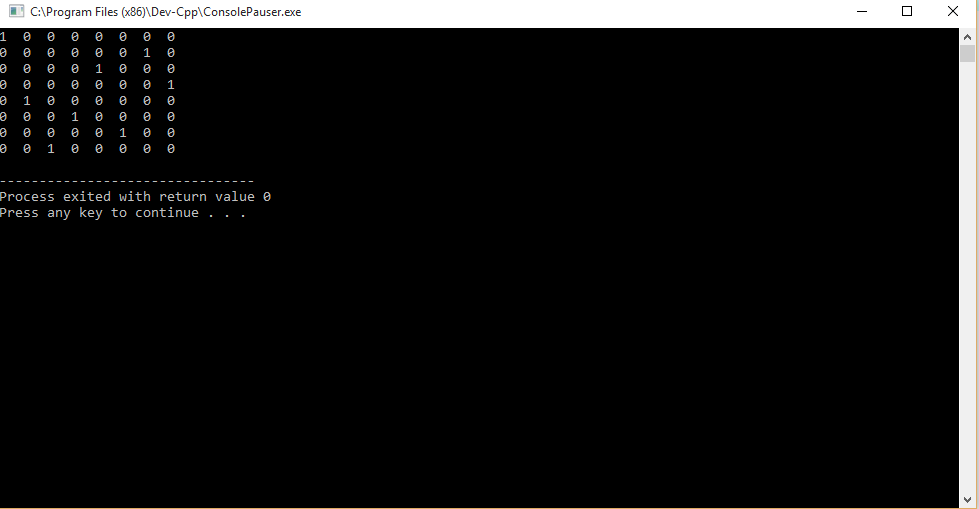 C:\Program Files (x86)\Dev-Cpp\ConsolePauser.exe
1 0 0 0 0 0 0 0
0 0 0 0 0 0 1 0
0 0 0 0 1 0 0 0
0 0 0 0 0 0 0 1
0 1 0 0 0 0 0 0
0 0 0 1 0 0 0 0
0 0 0 0 0 1 0 0
0 0 1 0 0 0 0 0
--------------------------------
Process exited with return value 0
Press any key to continue . . .